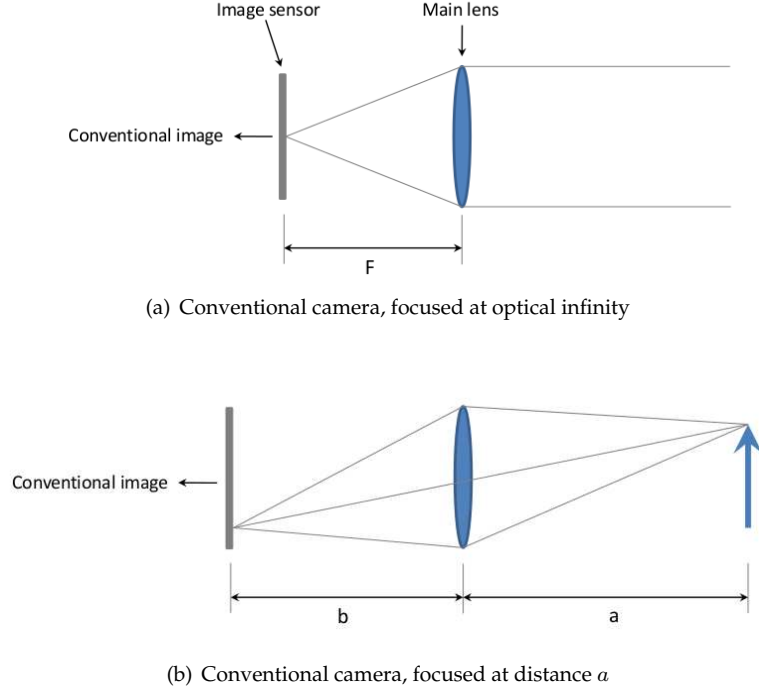 Image sensor
Main lens
Conventional image
F
(a) Conventional camera, focused at optical infinity
Conventional image
b
a
(b) Conventional camera, focused at distance a